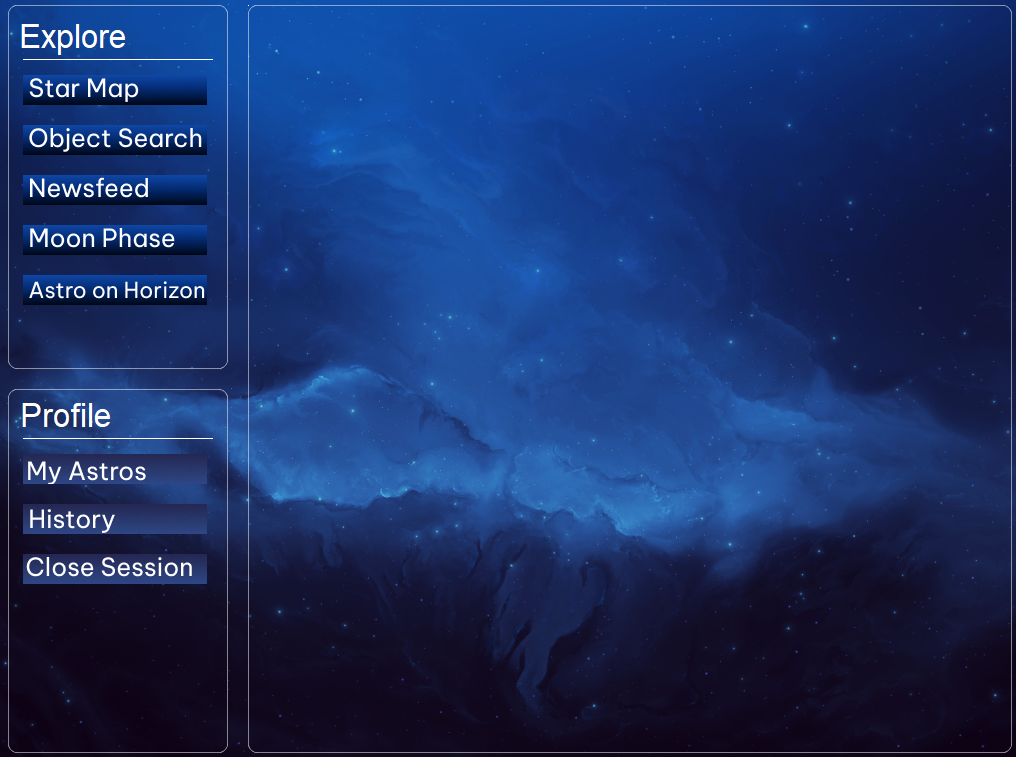 Explore
Star Map
Object Search
Newsfeed
Moon Phase
Astro on Horizon
Profile
My Astros
History
Close Session